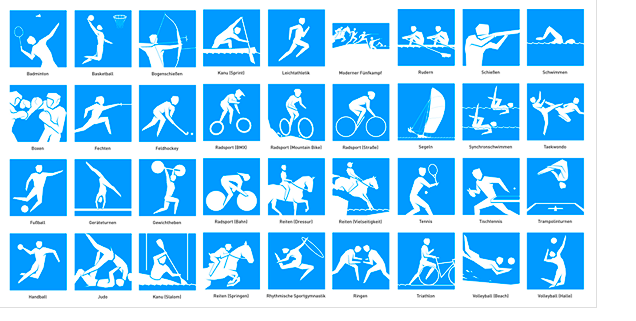 Badminton Basketball Bogenschießen Kanu (Sprint) Leichtathletik Moderner Fünfkampf Rudern Schießen Schwimmen
Boxen Fechten Feldhockey Radsport (BMX) Radsport (Mountain Bike) Radsport (Straße) Segeln Synchronschwimmen Taekwondo
Fußball Geräteturnen Gewichtheben Radsport (Bahn) Reiten (Dressur) Reiten (Vielseitigkeit) Tennis Tischtennis Trampolinturnen
Handball Judo Kanu (Slalom) Reiten (Springen) Rhythmische Sportgymnastik Ringen Triathlon Volleyball (Beach) Volleyball (Halle)